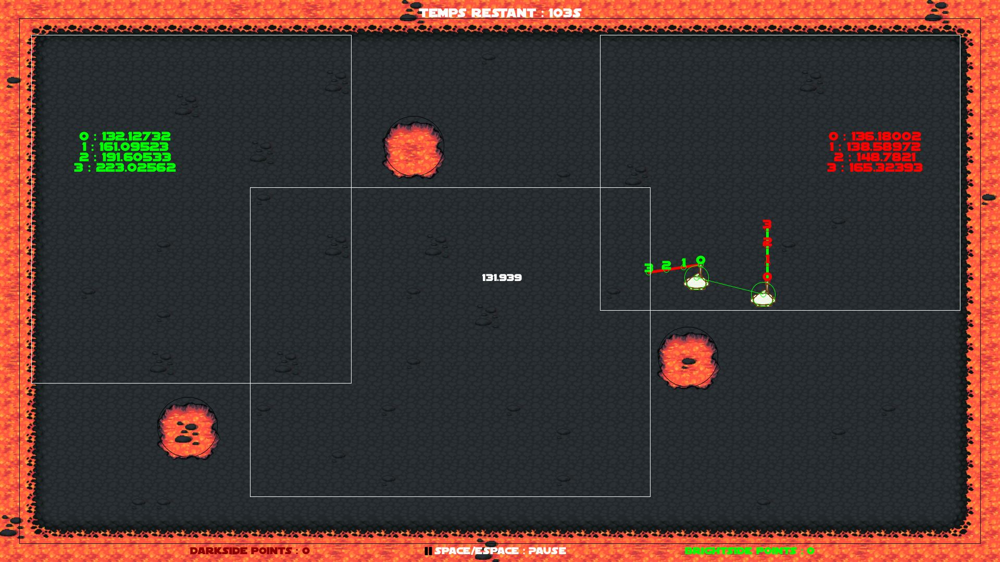 TEMPS RESTANT : 103S
0 : 132.12732
1 : 161.09523
2 : 191.60533
3 : 223.02562
0 : 136.18002
1 : 138.58972
2 : 148.7821
3 : 165.32393
3
2
1
0
3 2 1 0
131.939
DARKSIDE POINTS : 0
SPACE/ESPACE : PAUSE
BRIGHTSIDE POINTS : 0